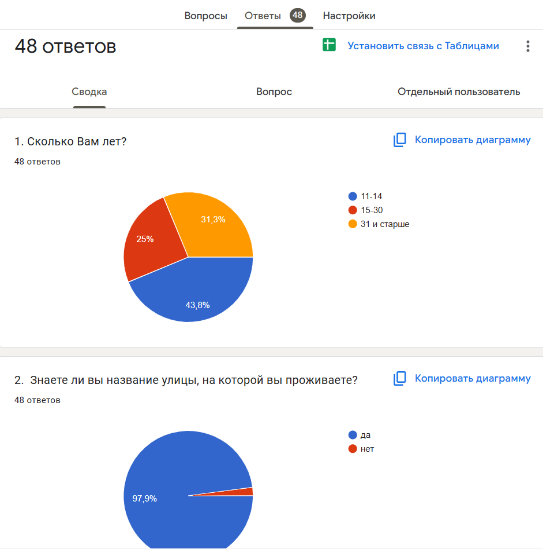 Вопросы Ответы 48 Настройки
48 ответов Установить связь с Таблицами
Сводка Вопрос Отдельный пользователь
1. Сколько Вам лет? Копировать диаграмму
48 ответов
11-14
15-30
31 и старше
31.3%
25%
43,8%
2. Знаете ли вы название улицы, на которой вы проживаете? Копировать диаграмму
48 ответов
да
нет
97,9%